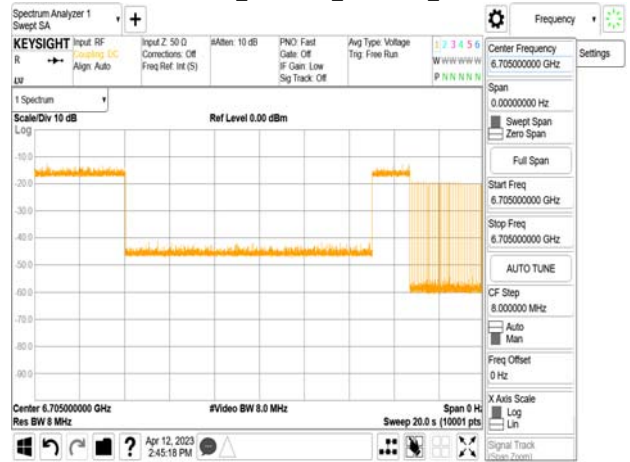 Spectrum Analyzer 1
Swept SA
+
Frequency
KEYSIGHT
Input: RF
Coupling: DC
Align: Auto
Input Z: 50 Ω
Corrections: Off
Freq Ref: Int (S)
#Atten: 10 dB
PNO: Fast
Gate: Off
IF Gain: Low
Sig Track: Off
Avg Type: Voltage
Trig: Free Run
1 2 3 4 5 6
W W W W W W
P N N N N N
R
LVI
Center Frequency
6.705000000 GHz
Settings
Span
0.00000000 Hz
Swept Span
Zero Span
Full Span
Start Freq
6.705000000 GHz
Stop Freq
6.705000000 GHz
AUTO TUNE
CF Step
8.000000 MHz
Auto
Man
Freq Offset
0 Hz
X Axis Scale
Log
Lin
Signal Track
(Span Zoom)
1 Spectrum
Scale/Div 10 dB
Ref Level 0.00 dBm
Log
-10.0
-20.0
-30.0
-40.0
-50.0
-60.0
-70.0
-80.0
-90.0
Center 6.705000000 GHz
#Video BW 8.0 MHz
Span 0 Hz
Res BW 8 MHz
Sweep 20.0 s (10001 pts
?
Apr 12, 2023
2:45:18 PM